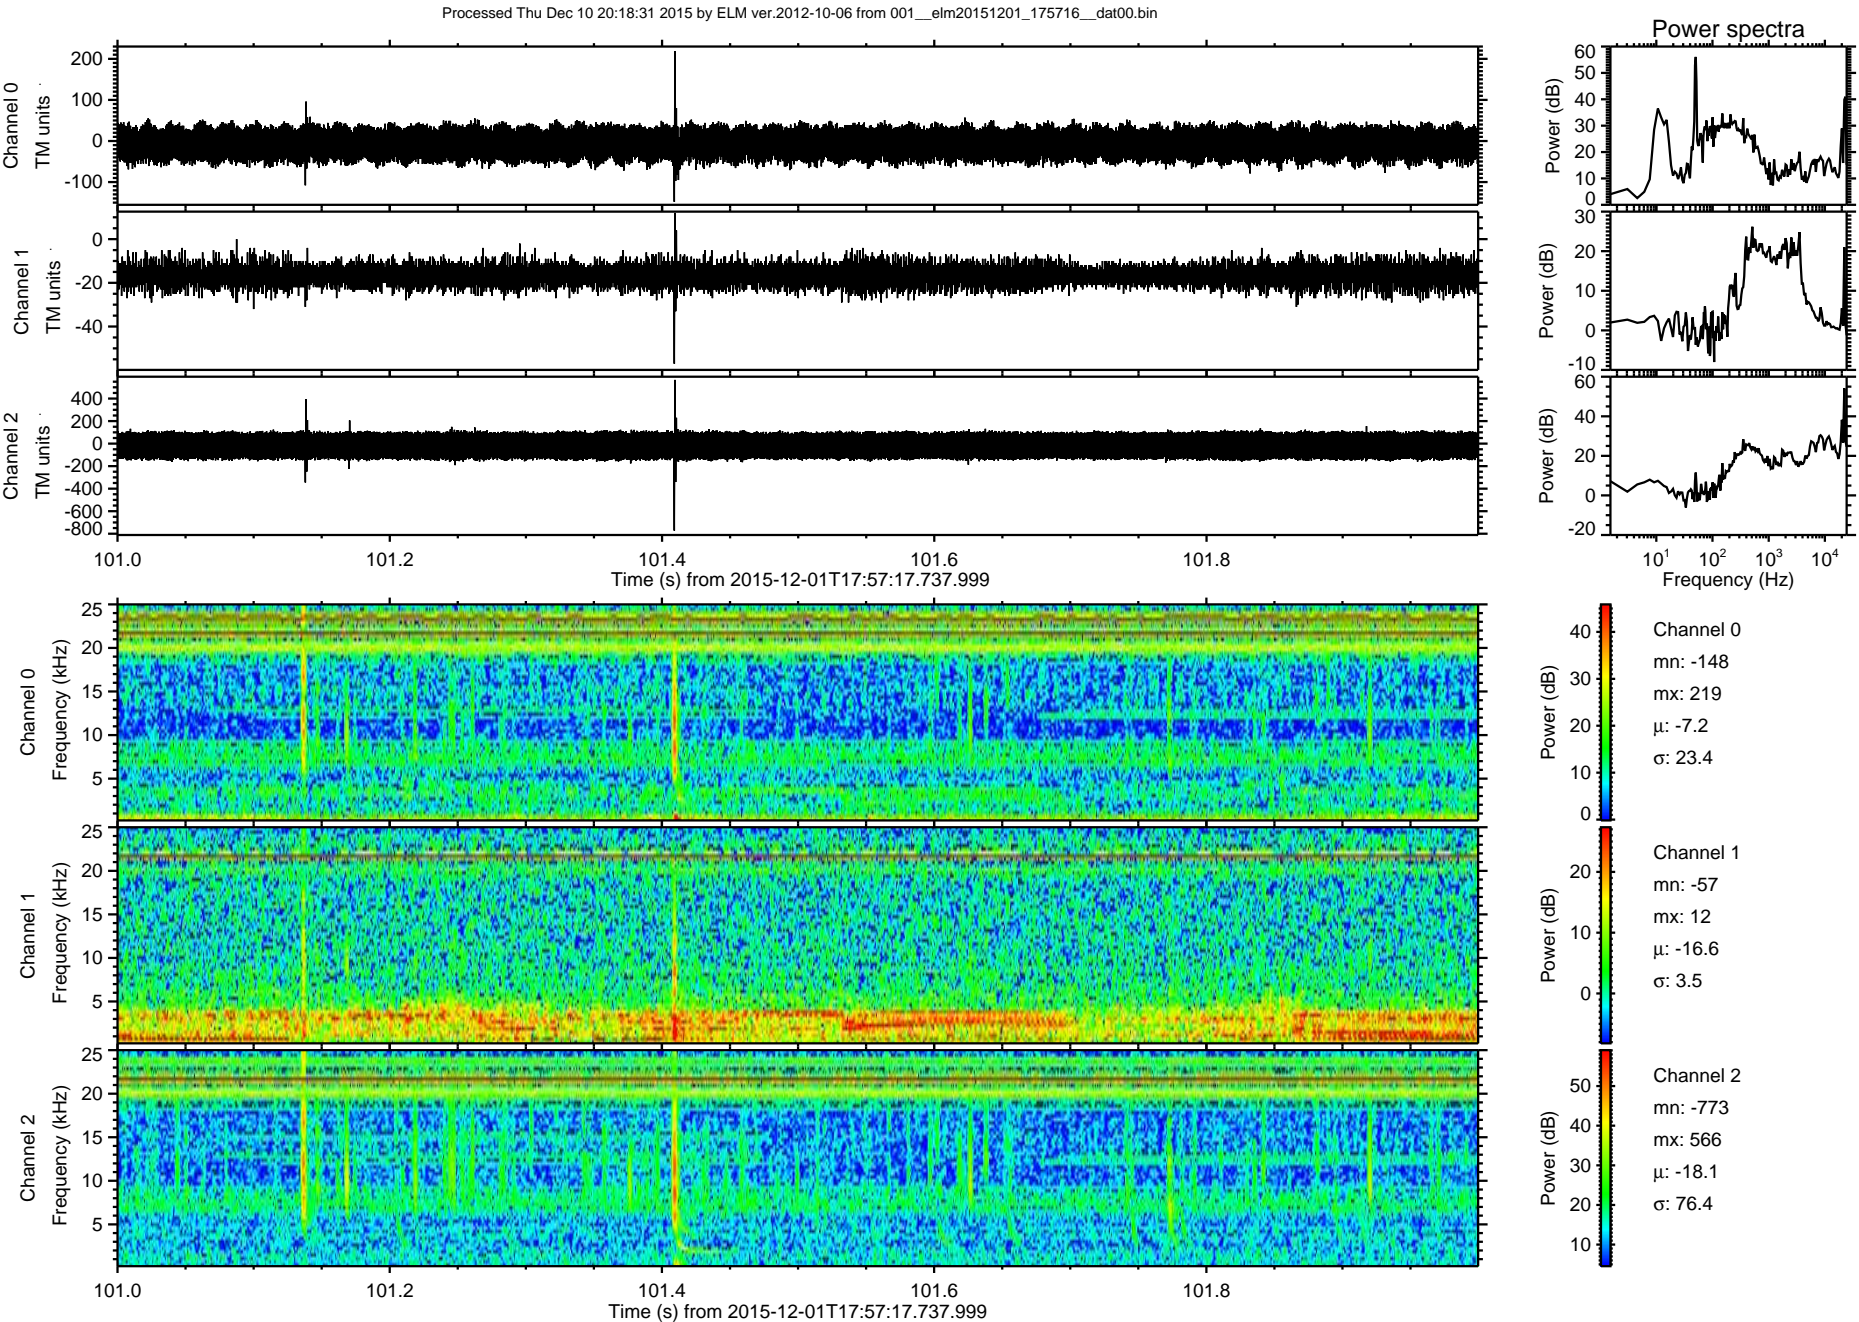 Processed Thu Dec 10 20:18:31 2015 by ELM ver.2012-10-06 from 001__elm20151201_175716__dat00.bin
Power spectra
Channel 0
TM units
200
100
0
-100
Power (dB)
60
50
40
30
20
10
0
Channel 1
TM units
0
-20
-40
Power (dB)
30
20
10
0
-10
Channel 2
TM units
400
200
0
-200
-400
-600
-800
Power (dB)
60
40
20
0
-20
101.0 101.2 101.4 101.6 101.8
Time (s) from 2015-12-01T17:57:17.737.999
10¹ 10² 10³ 10⁴
Frequency (Hz)
Channel 0
Frequency (kHz)
25
20
15
10
5
Power (dB)
40
30
20
10
0
Channel 0
mn: -148
mx: 219
µ: -7.2
σ: 23.4
Channel 1
Frequency (kHz)
25
20
15
10
5
Power (dB)
20
10
0
Channel 1
mn: -57
mx: 12
µ: -16.6
σ: 3.5
Channel 2
Frequency (kHz)
25
20
15
10
5
Power (dB)
50
40
30
20
10
Channel 2
mn: -773
mx: 566
µ: -18.1
σ: 76.4
101.0 101.2 101.4 101.6 101.8
Time (s) from 2015-12-01T17:57:17.737.999